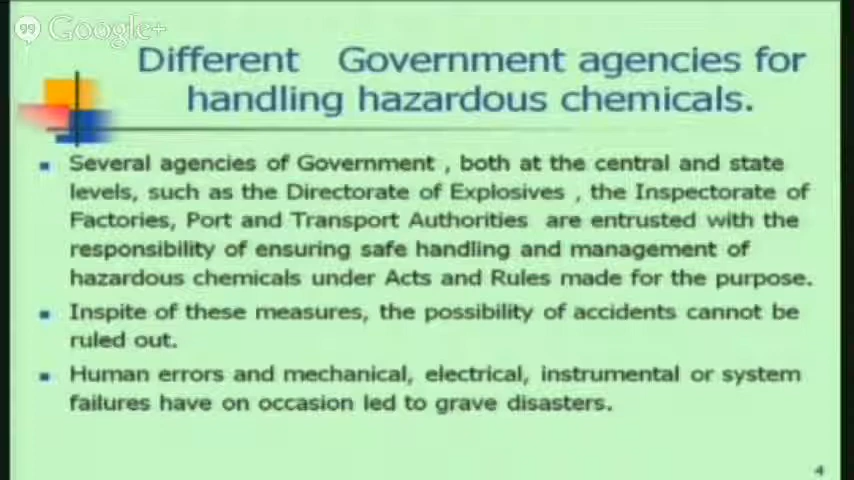 Google+
Different Government agencies for
handling hazardous chemicals.
Several agencies of Government , both at the central and state
levels, such as the Directorate of Explosives , the Inspectorate of
Factories, Port and Transport Authorities are entrusted with the
responsibility of ensuring safe handling and management of
hazardous chemicals under Acts and Rules made for the purpose.
Inspite of these measures, the possibility of accidents cannot be
ruled out.
Human errors and mechanical, electrical, instrumental or system
failures have on occasion led to grave disasters.
4